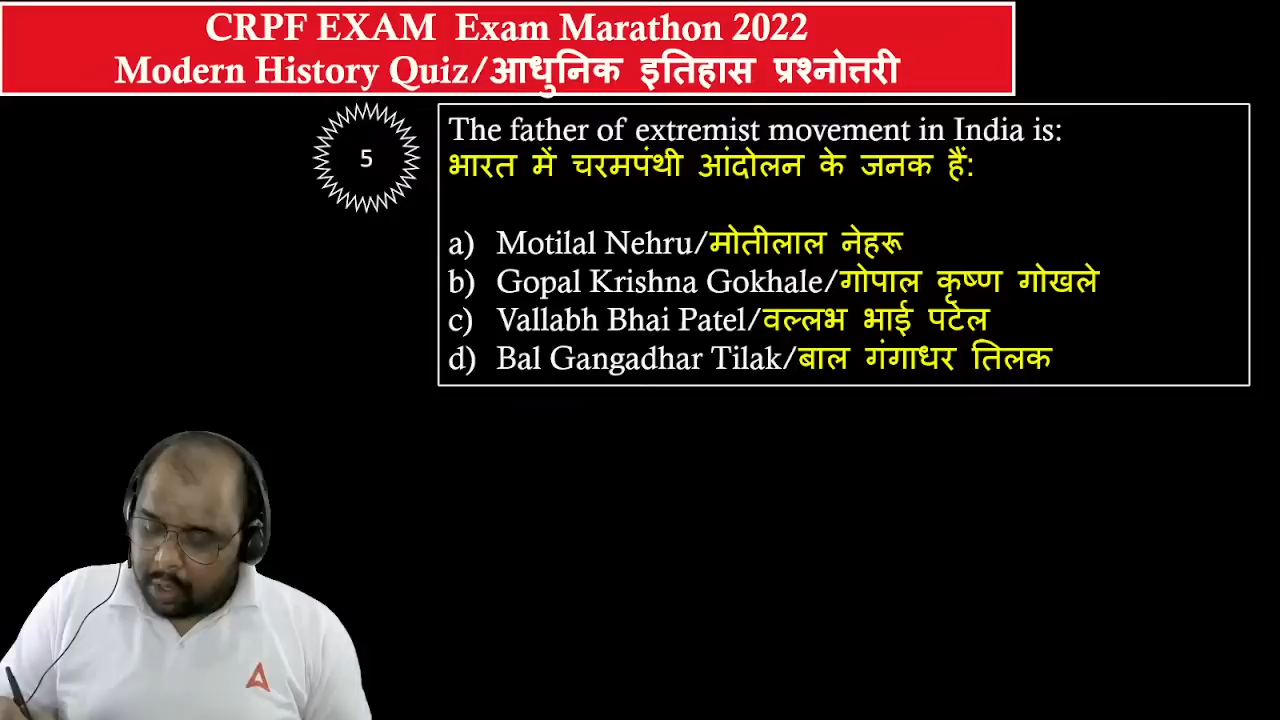 CRPF EXAM Exam Marathon 2022
Modern History Quiz/आधुनिक इतिहास प्रश्नोत्तरी
5
The father of extremist movement in India is:
भारत में चरमपंथी आंदोलन के जनक हैं:
a) Motilal Nehru/मोतीलाल नेहरू
b) Gopal Krishna Gokhale/गोपाल कृष्ण गोखले
c) Vallabh Bhai Patel/वल्लभ भाई पटेल
d) Bal Gangadhar Tilak/बाल गंगाधर तिलक